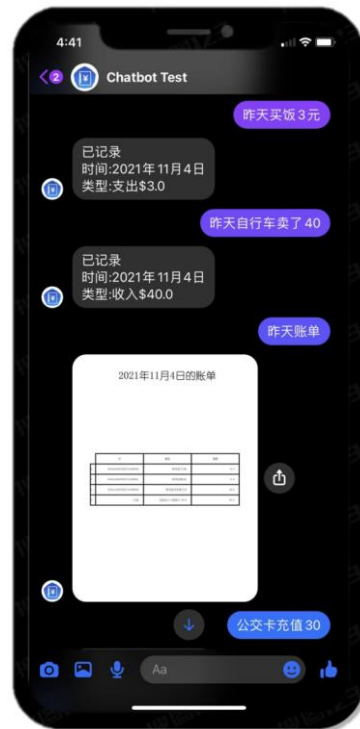 4:41
2
Chatbot Test
昨天买饭3元
已记录
时间:2021年11月4日
类型:支出$3.0
昨天自行车卖了40
已记录
时间:2021年11月4日
类型:收入$40.0
昨天账单
2021年11月4日的账单
公交卡充值30
Aa